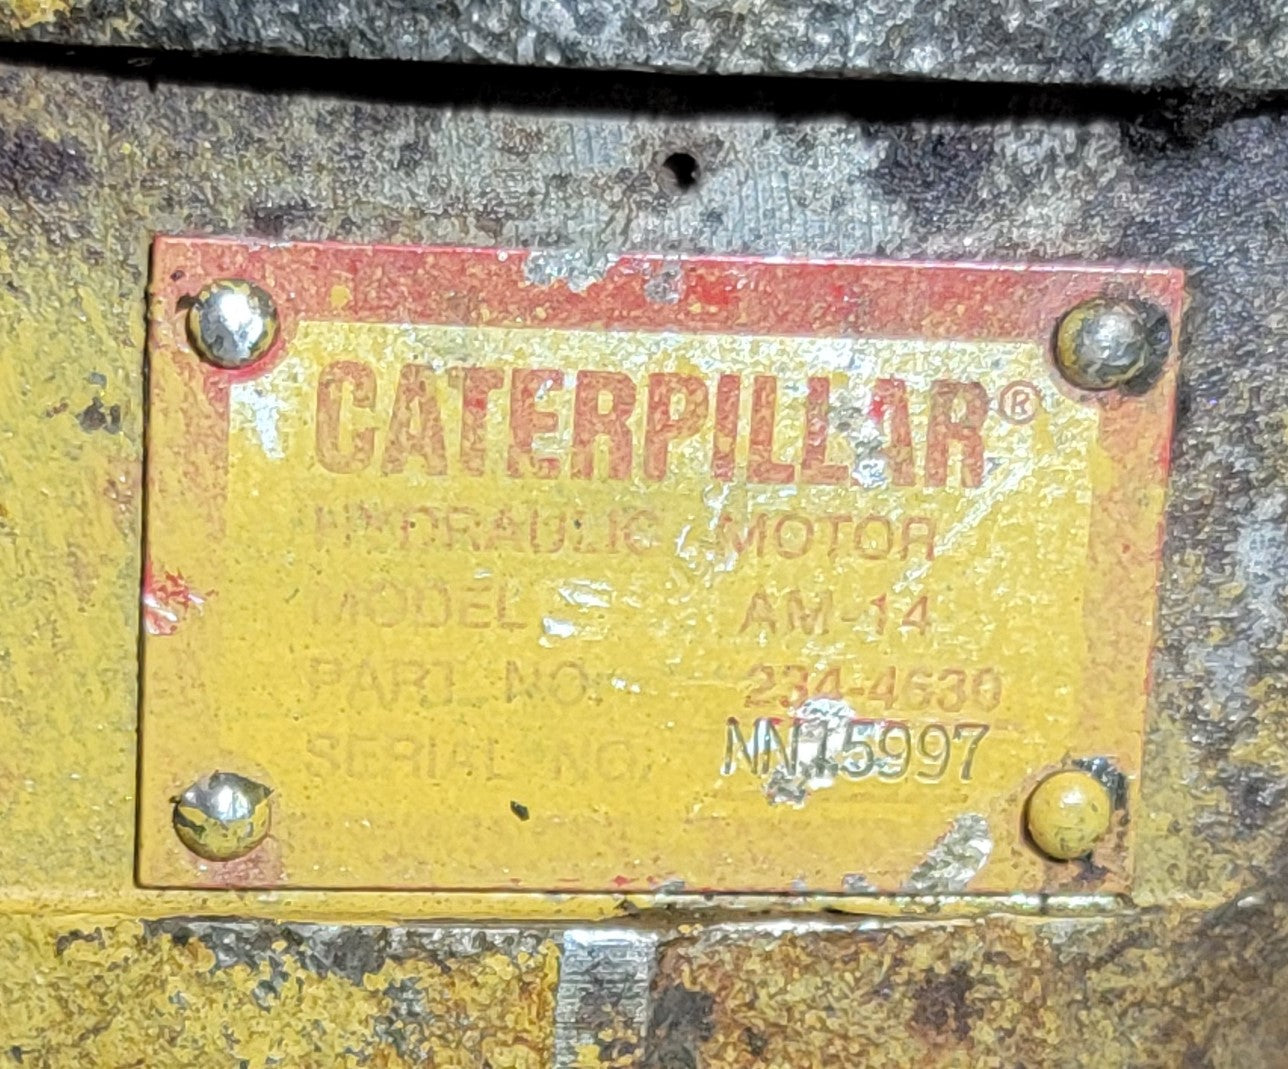 CATERPILLAR®
HYDRAULIC MOTOR
MODEL AM-14
PART NO. 234-4630
SERIAL NO. NN15997